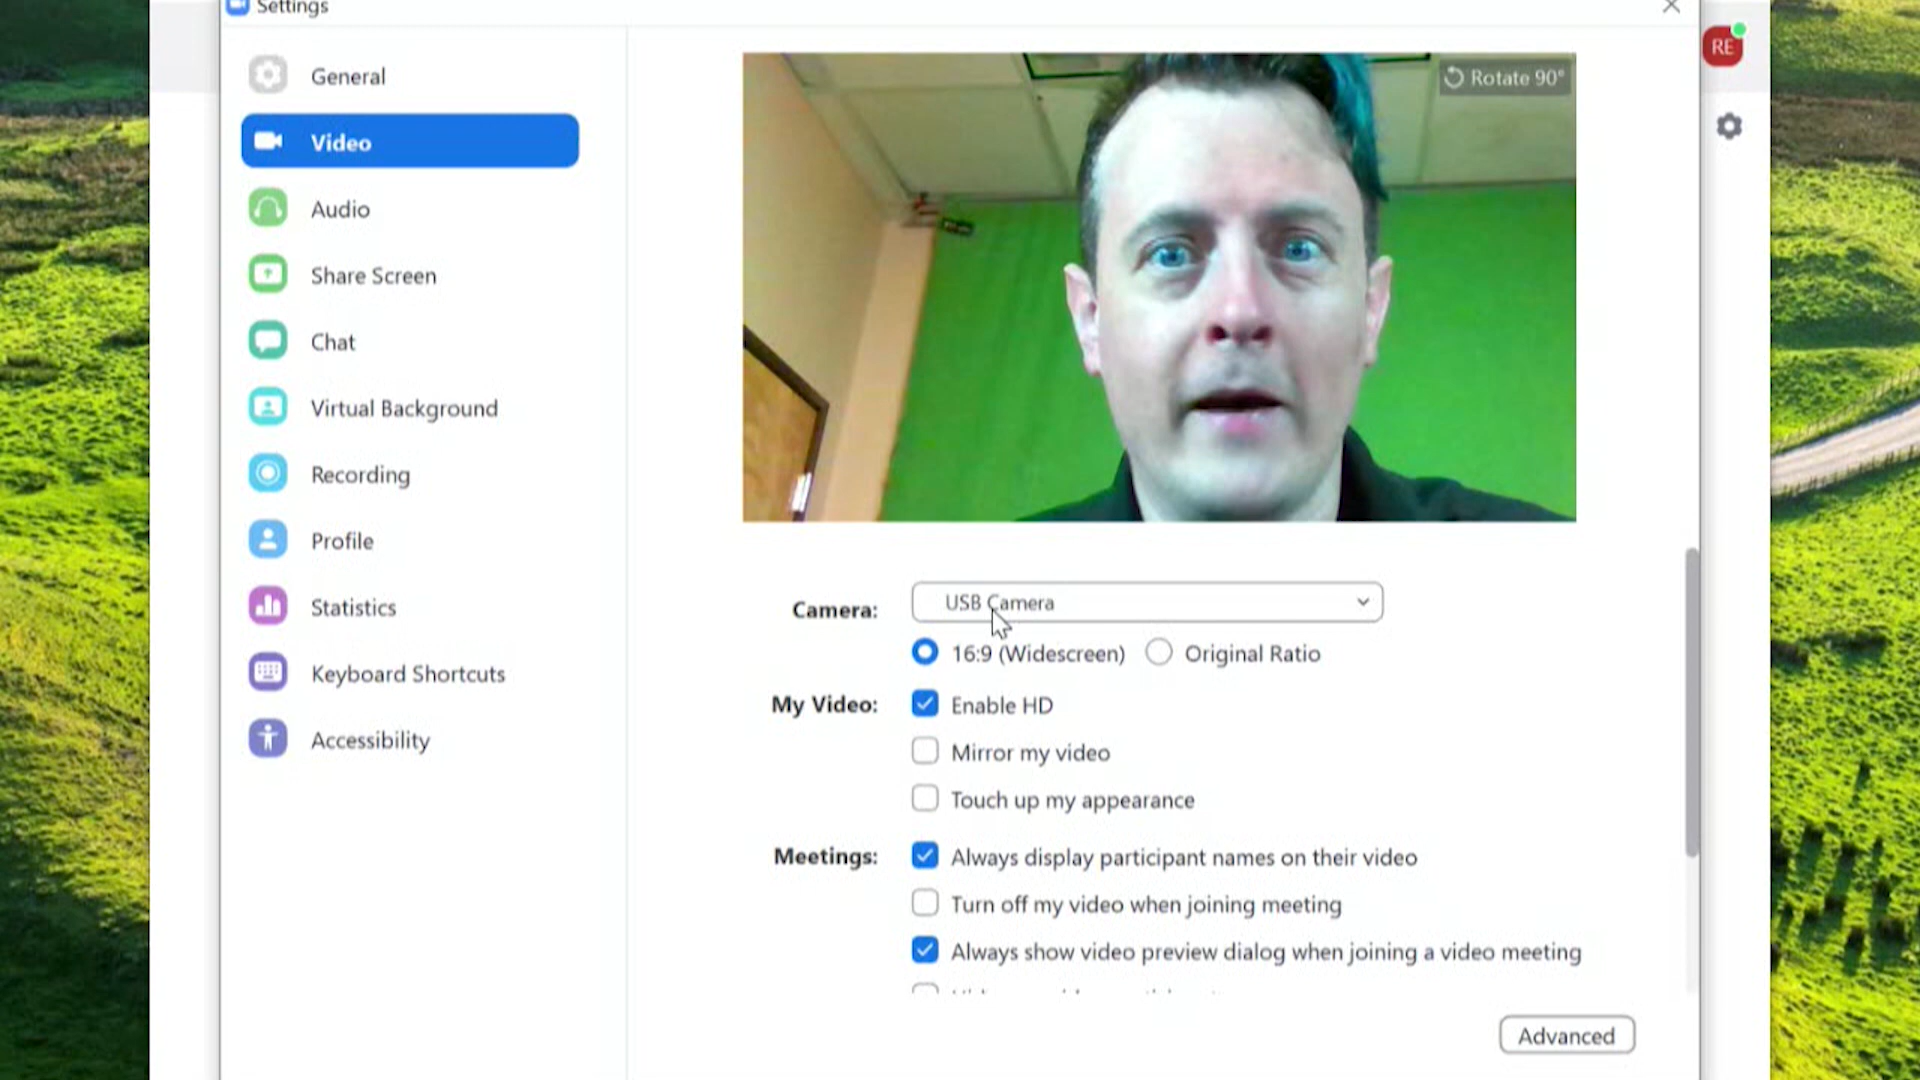 Settings
RE
General
Rotate 90°
Video
Audio
Share Screen
Chat
Virtual Background
Recording
Profile
Statistics
Keyboard Shortcuts
Accessibility
Camera: USB Camera
16:9 (Widescreen) Original Ratio
My Video: Enable HD
Mirror my video
Touch up my appearance
Meetings: Always display participant names on their video
Turn off my video when joining meeting
Always show video preview dialog when joining a video meeting
Advanced